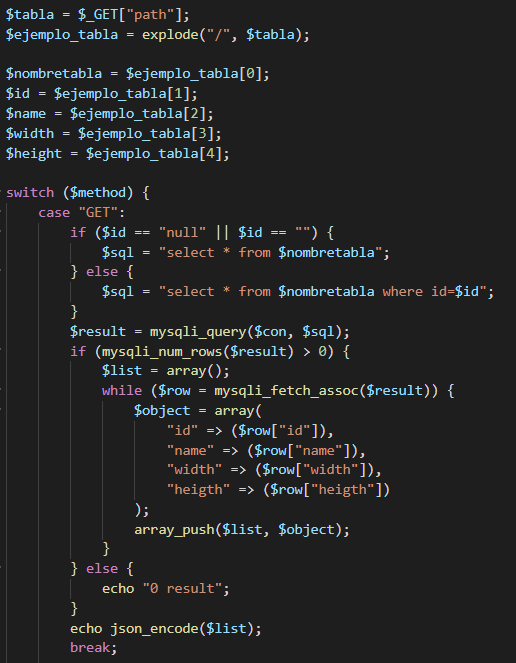 $tabla = $_GET["path"];
$ejemplo_tabla = explode("/", $tabla);

$nombretabla = $ejemplo_tabla[0];
$id = $ejemplo_tabla[1];
$name = $ejemplo_tabla[2];
$width = $ejemplo_tabla[3];
$height = $ejemplo_tabla[4];

switch ($method) {
    case "GET":
        if ($id == "null" || $id == "") {
            $sql = "select * from $nombretabla";
        } else {
            $sql = "select * from $nombretabla where id=$id";
        }
        $result = mysqli_query($con, $sql);
        if (mysqli_num_rows($result) > 0) {
            $list = array();
            while ($row = mysqli_fetch_assoc($result)) {
                $object = array(
                    "id" => ($row["id"]),
                    "name" => ($row["name"]),
                    "width" => ($row["width"]),
                    "heigth" => ($row["heigth"])
                );
                array_push($list, $object);
            }
        } else {
            echo "0 result";
        }
        echo json_encode($list);
        break;